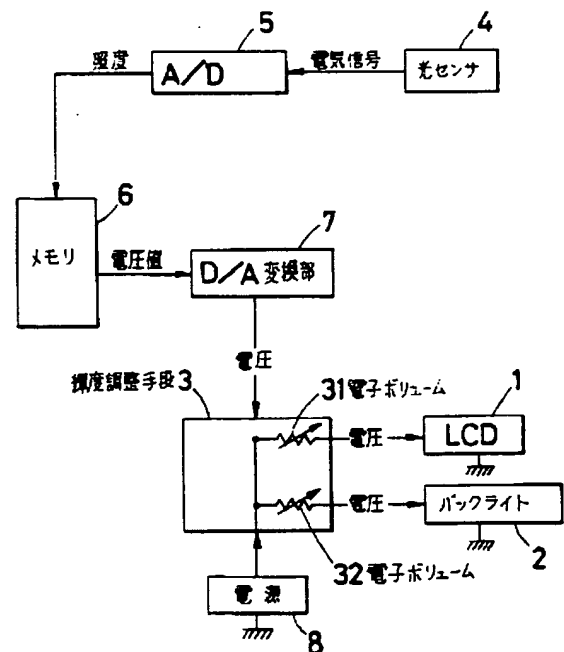 5
4
照度
A/D
電気信号
光センサ
6
メモリ
電圧値
7
D/A変換部
電圧
輝度調整手段3
31電子ボリューム
1
電圧
LCD
電圧
バックライト
32電子ボリューム
2
電源
8